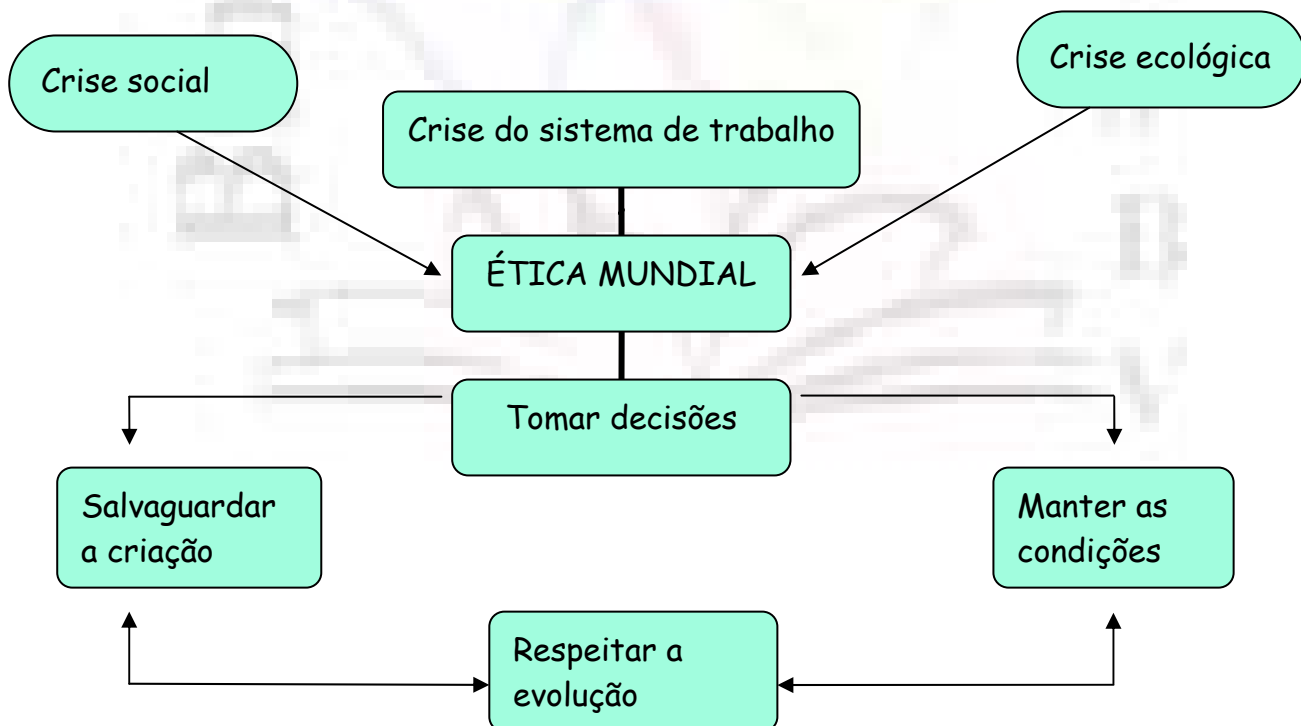 Crise social
Crise ecológica
Crise do sistema de trabalho
ÉTICA MUNDIAL
Tomar decisões
Salvaguardar
a criação
Manter as
condições
Respeitar a
evolução